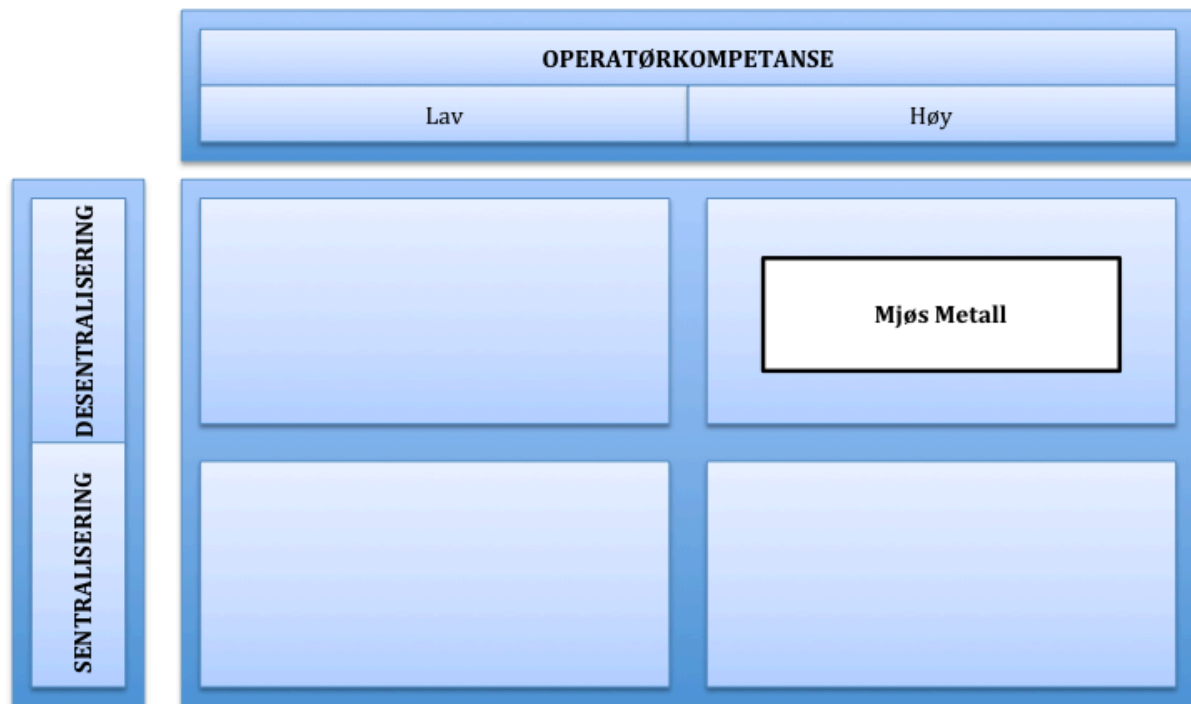 OPERATØRKOMPETANSE
Lav
Høy
DESENTRALISERING
Mjøs Metall
SENTRALISERING